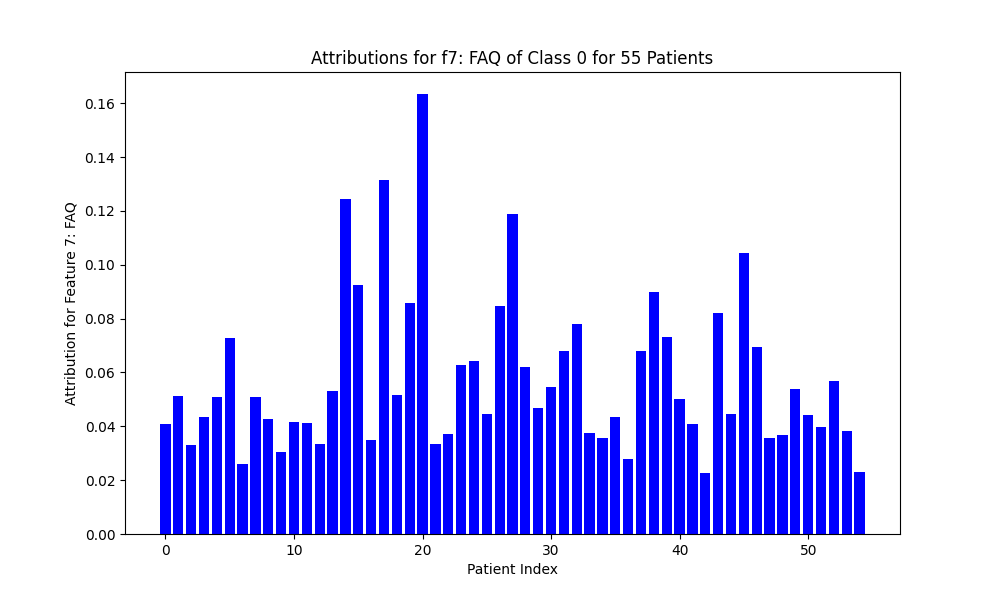 Attributions for f7: FAQ of Class 0 for 55 Patients
Attribution for Feature 7: FAQ
0.16
0.14
0.12
0.10
0.08
0.06
0.04
0.02
0.00
0 10 20 30 40 50
Patient Index